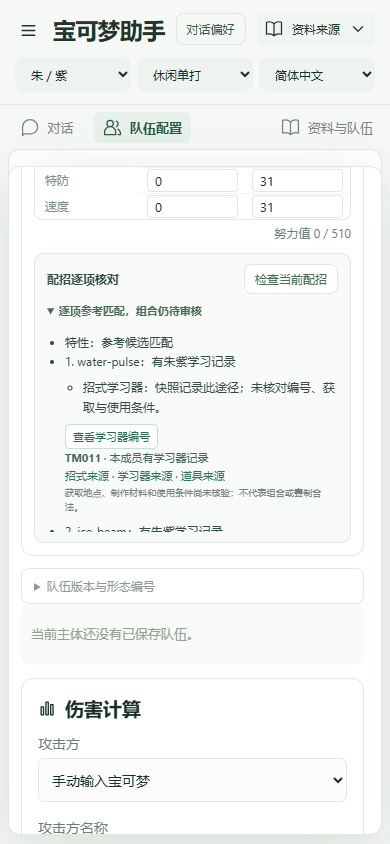 宝可梦助手
对话偏好
资料来源
朱 / 紫
休闲单打
简体中文
对话
队伍配置
资料与队伍
特防 0 31
速度 0 31
努力值 0 / 510
配招逐项核对
检查当前配招
▼ 逐项参考匹配，组合仍待审核
• 特性：参考候选匹配
• 1. water-pulse：有朱紫学习记录
招式学习器：快照记录此途径；未核对编号、获
取与使用条件。
查看学习器编号
TM011 · 本成员有学习器记录
招式来源 · 学习器来源 · 道具来源
获取地点、制作材料和使用条件尚未核验；不代表组合或赛制合
法。
• 2. ice-beam：有朱紫学习记录
▶ 队伍版本与形态编号
当前主体还没有已保存队伍。
伤害计算
攻击方
手动输入宝可梦
攻击方名称